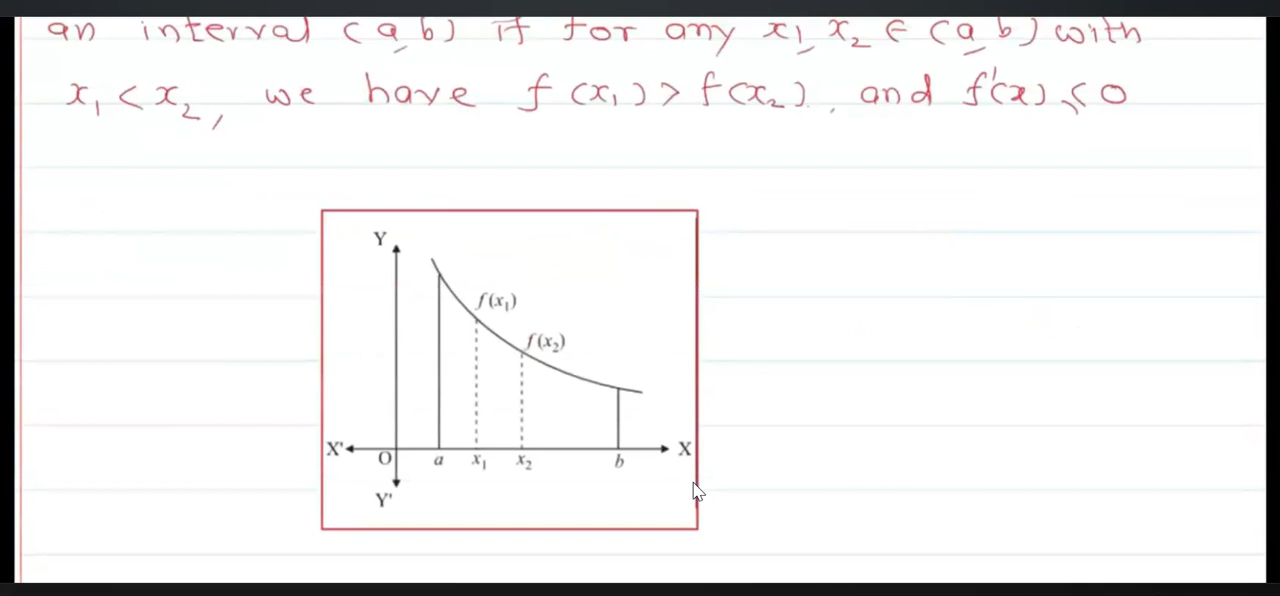 an interval (a, b) if for any x₁, x₂ ∈ (a, b) with
x₁ < x₂, we have f(x₁) > f(x₂), and f'(x) < 0
Y
f(x₁)
f(x₂)
X' O a x₁ x₂ b X
Y'